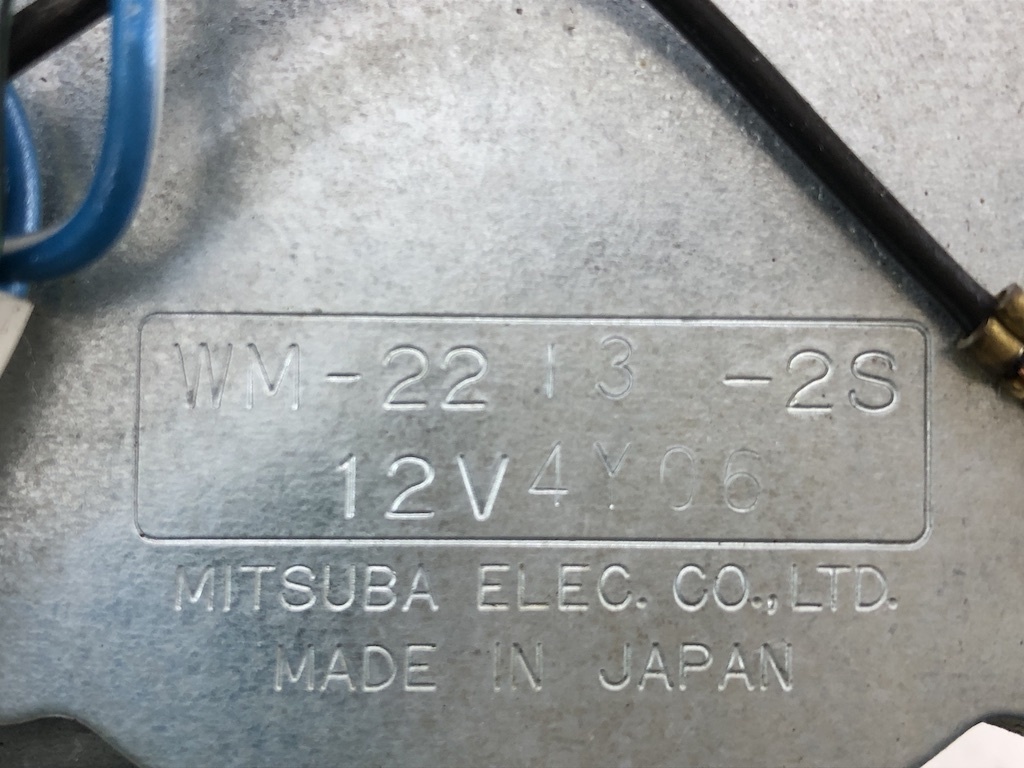 WM-2213 -2S
12V4Y06
MITSUBA ELEC. CO., LTD.
MADE IN JAPAN